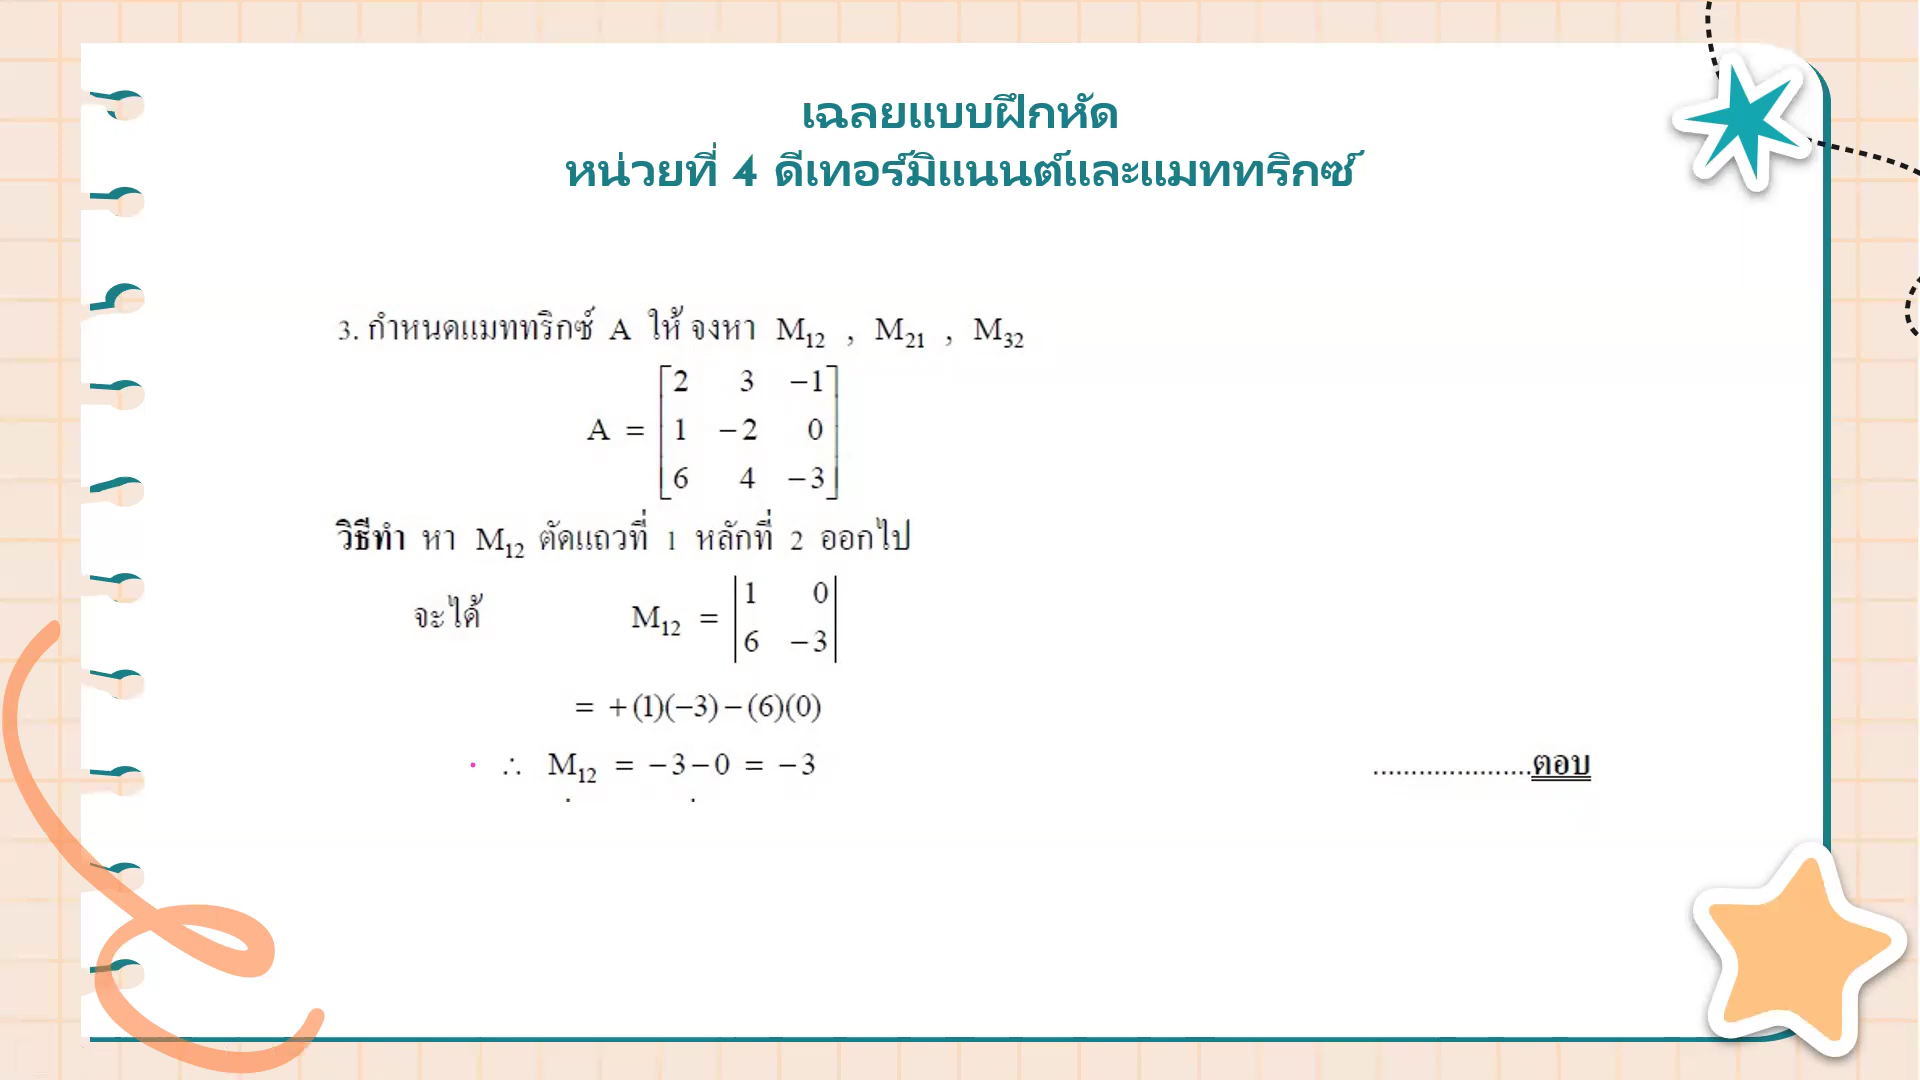 เฉลยแบบฝึกหัด
หน่วยที่ 4 ดีเทอร์มิแนนต์และแมททริกซ์
3. กำหนดแมททริกซ์ A ให้ จงหา M₁₂ , M₂₁ , M₃₂
2 3 −1
A = 1 −2 0
6 4 −3
วิธีทำ หา M₁₂ ตัดแถวที่ 1 หลักที่ 2 ออกไป
จะได้ M₁₂ = |1 0|
|6 −3|
= +(1)(−3)−(6)(0)
∴ M₁₂ = −3−0 = −3 .....................ตอบ